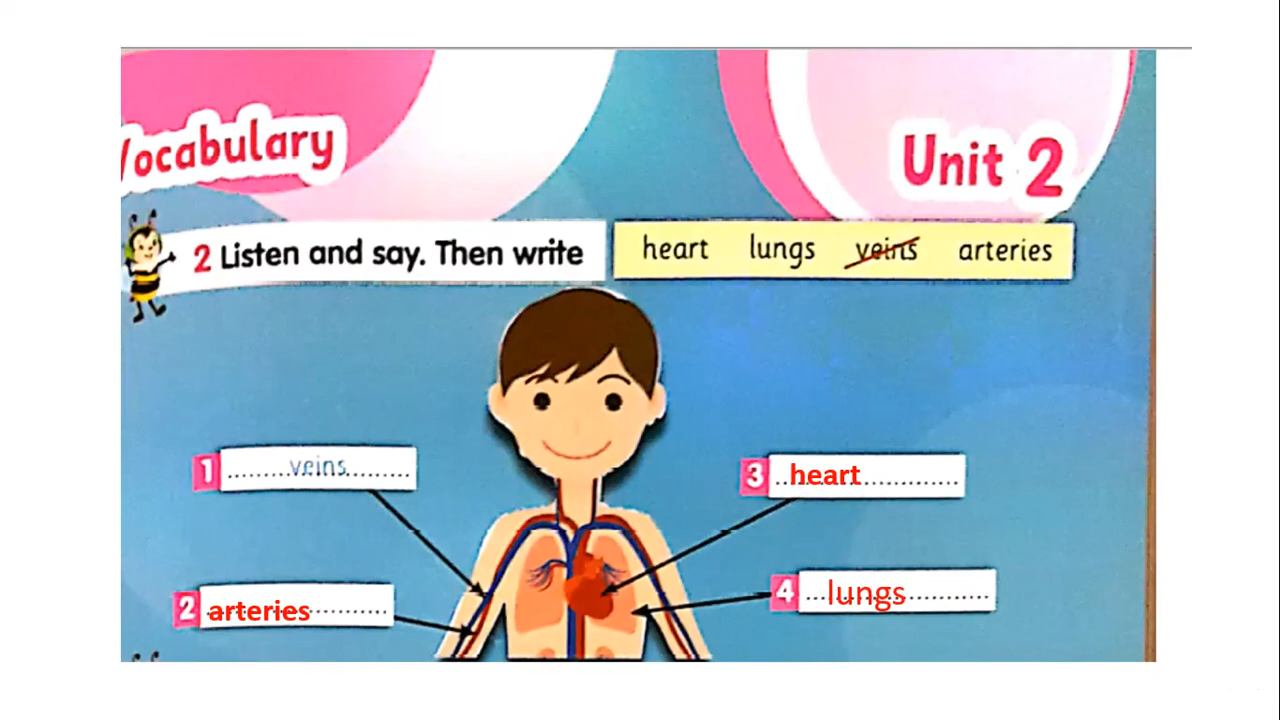 Vocabulary
Unit 2
2 Listen and say. Then write
heart lungs veins arteries
1 ........veins..........
3 ..heart..............
2 arteries..........
4 ...lungs.............